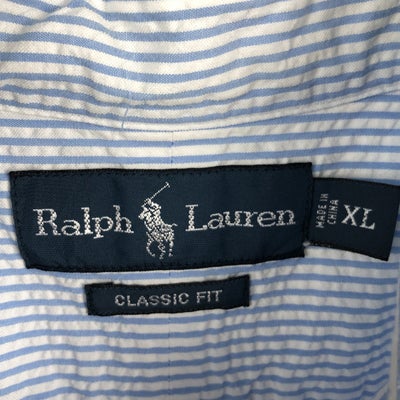 Ralph Lauren
MADE IN
CHINA
XL
CLASSIC FIT